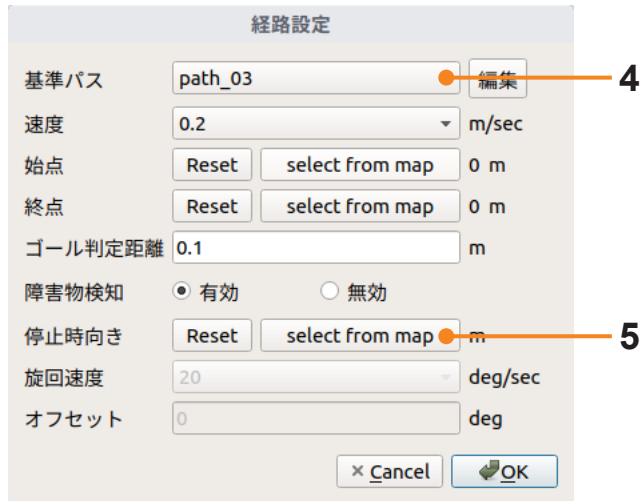 経路設定
基準パス path_03 編集 4
速度 0.2 m/sec
始点 Reset select from map 0 m
終点 Reset select from map 0 m
ゴール判定距離 0.1 m
障害物検知 有効 無効
停止時向き Reset select from map m 5
旋回速度 20 deg/sec
オフセット 0 deg
Cancel OK